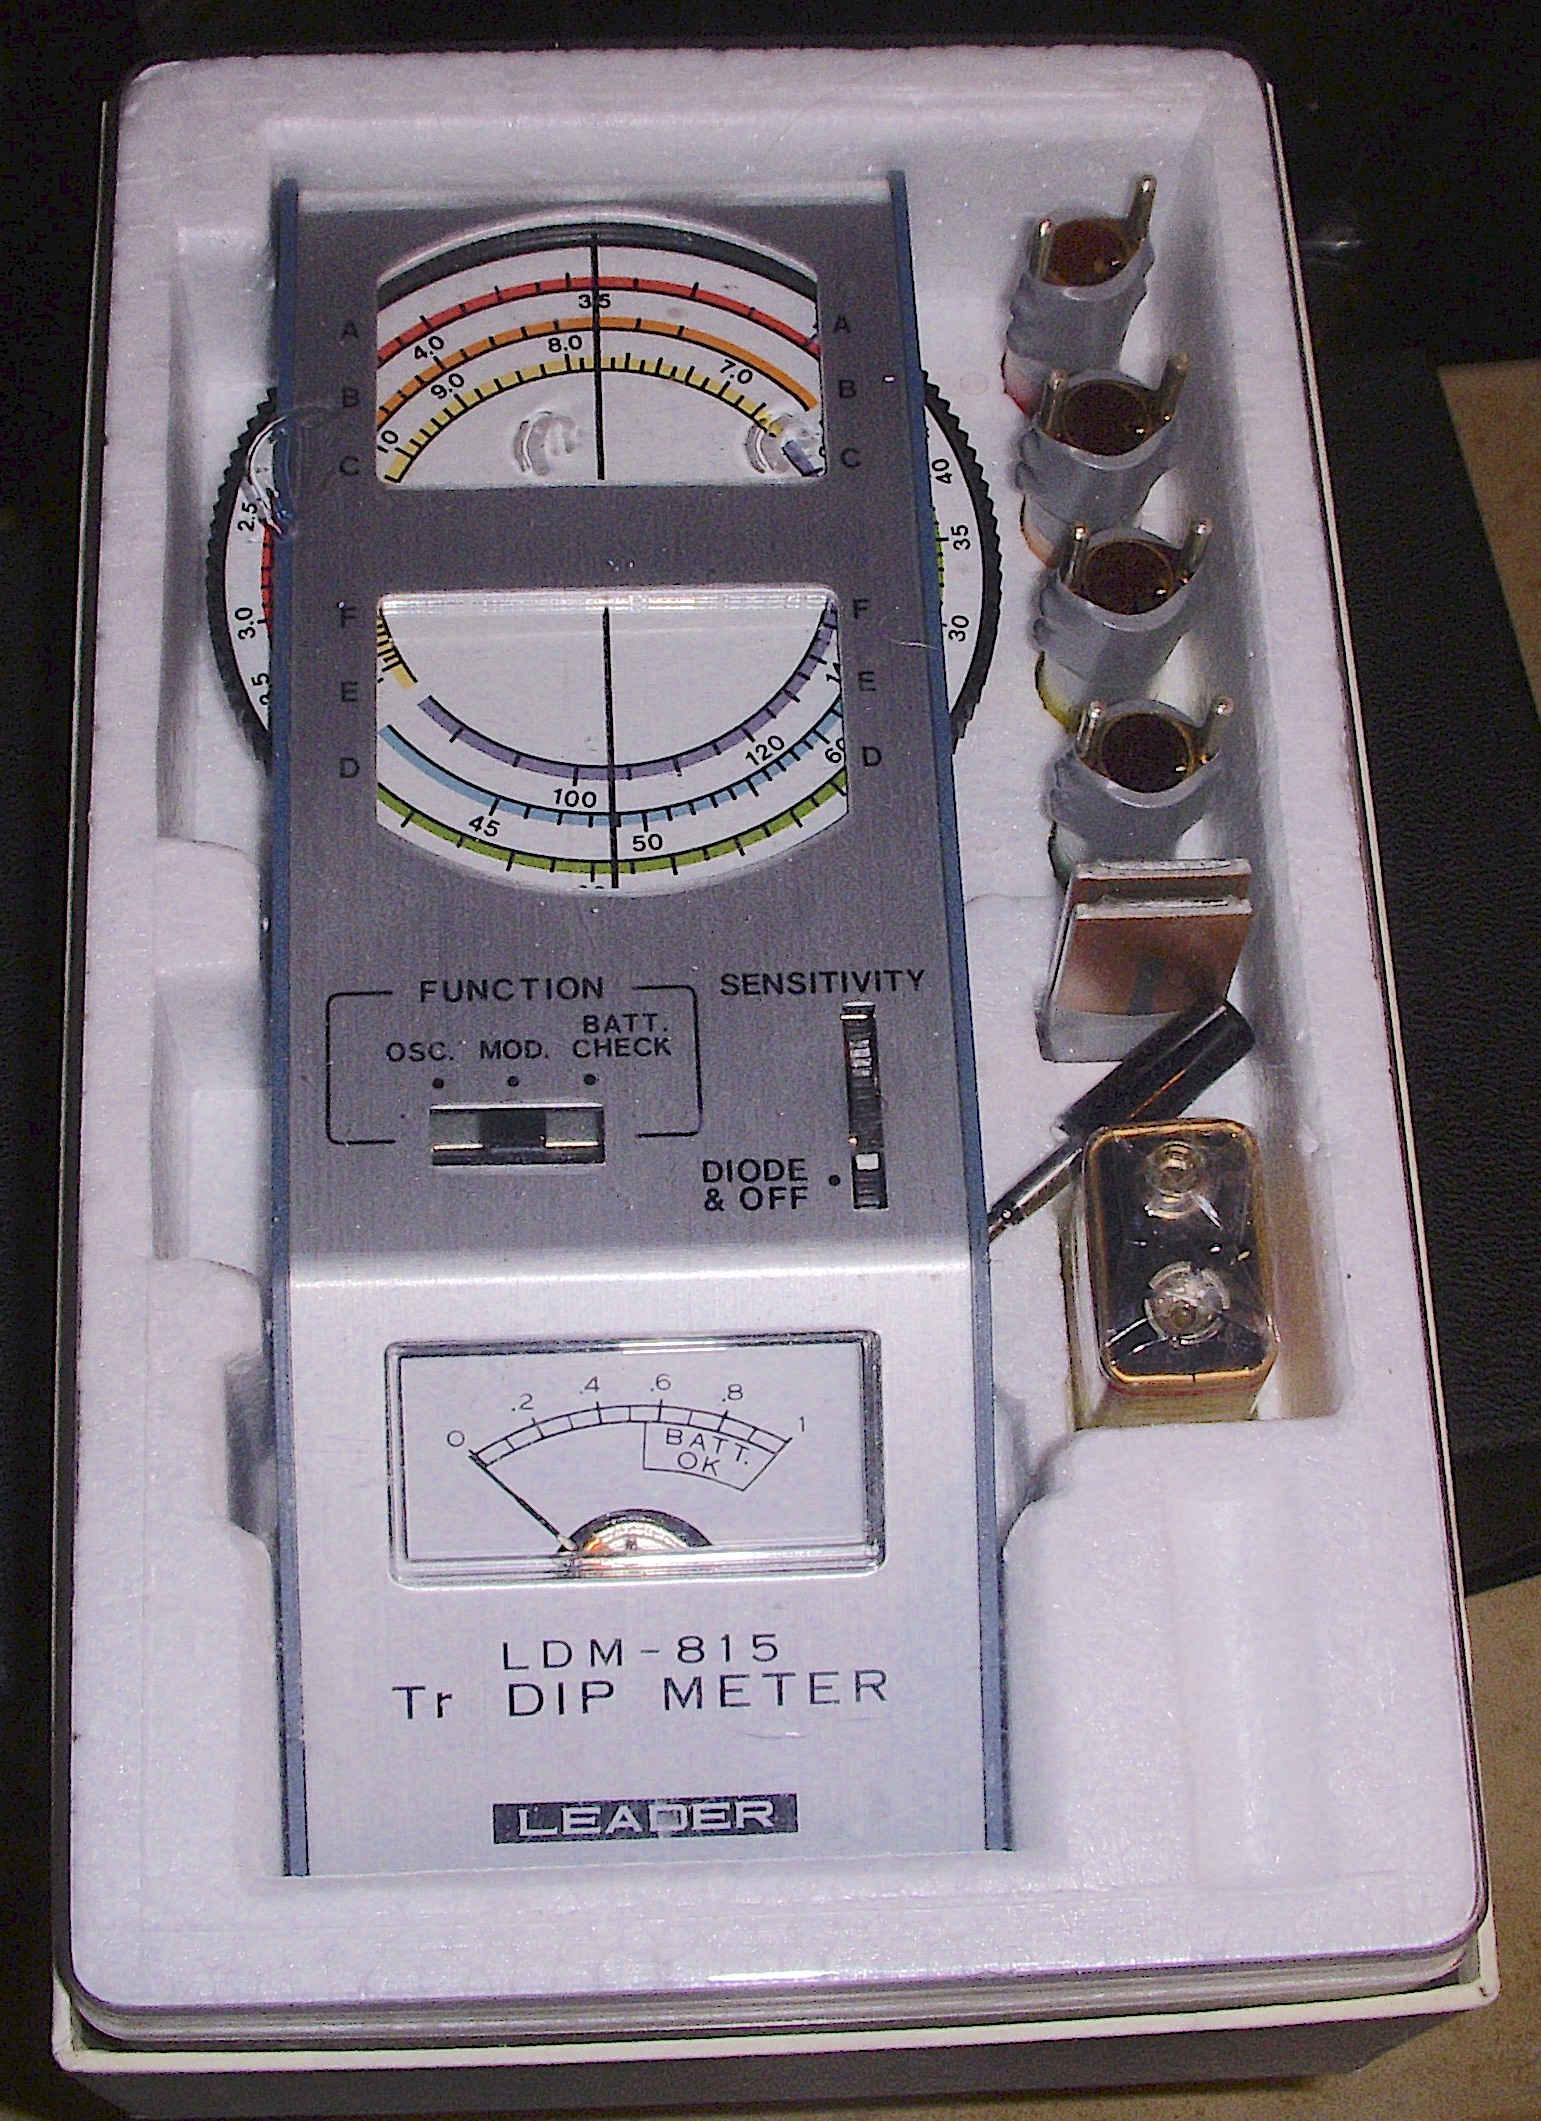 A
A
3.5
4.0
B
B
8.0
7.0
9.0
C
C
40
35
30
2.5
3.0
2.5
F
F
E
E
D
D
120
100
45
50
60
FUNCTION
SENSITIVITY
OSC. MOD. BATT. CHECK
DIODE
& OFF
0 .2 .4 .6 .8 1
BATT.
OK
LDM-815
Tr DIP METER
LEADER